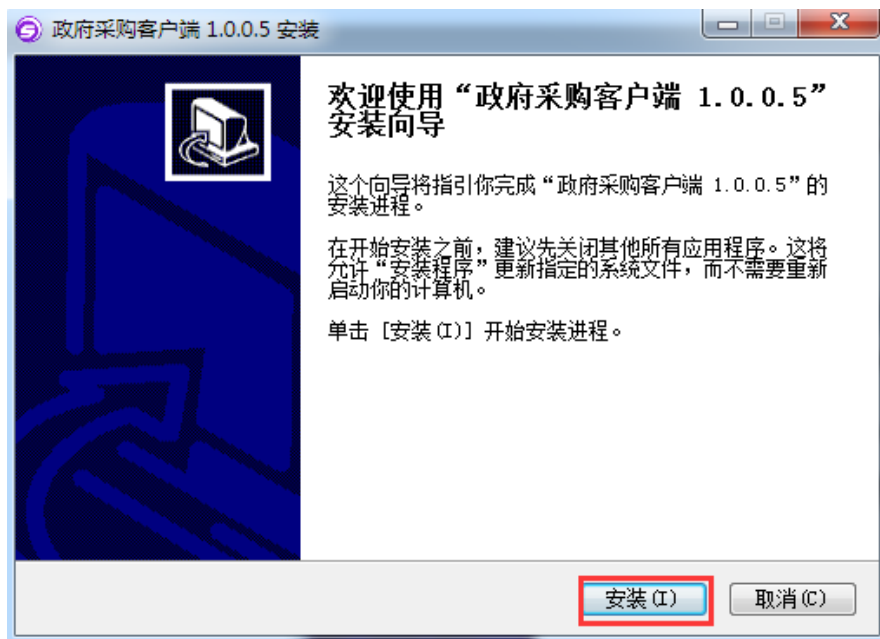 政府采购客户端 1.0.0.5 安装
欢迎使用“政府采购客户端 1.0.0.5”
安装向导
这个向导将指引你完成“政府采购客户端 1.0.0.5”的
安装进程。
在开始安装之前，建议先关闭其他所有应用程序。这将
允许“安装程序”更新指定的系统文件，而不需要重新
启动你的计算机。
单击 [安装(I)] 开始安装进程。
安装(I)
取消(C)